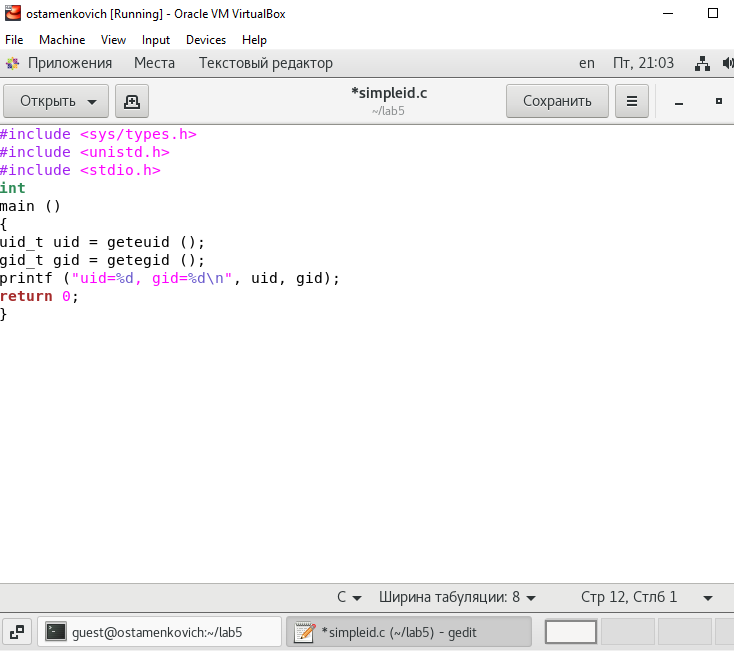 ostamenkovich [Running] - Oracle VM VirtualBox
File Machine View Input Devices Help
Приложения Места Текстовый редактор en Пт, 21:03
Открыть *simpleid.c Сохранить
~/lab5
#include <sys/types.h>
#include <unistd.h>
#include <stdio.h>
int
main ()
{
uid_t uid = geteuid ();
gid_t gid = getegid ();
printf ("uid=%d, gid=%d\n", uid, gid);
return 0;
}
C Ширина табуляции: 8 Стр 12, Стлб 1
guest@ostamenkovich:~/lab5 *simpleid.c (~/lab5) - gedit